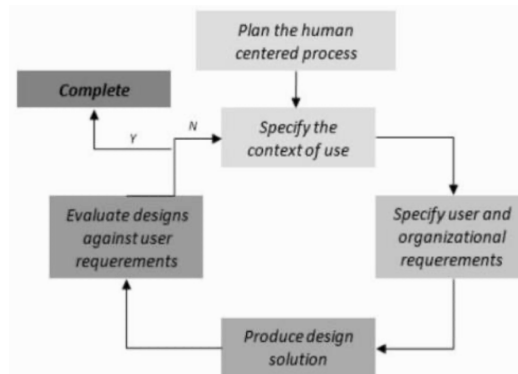 Plan the human
centered process
Complete
N
Y
Specify the
context of use
Evaluate designs
against user
requerements
Specify user and
organizational
requerements
Produce design
solution